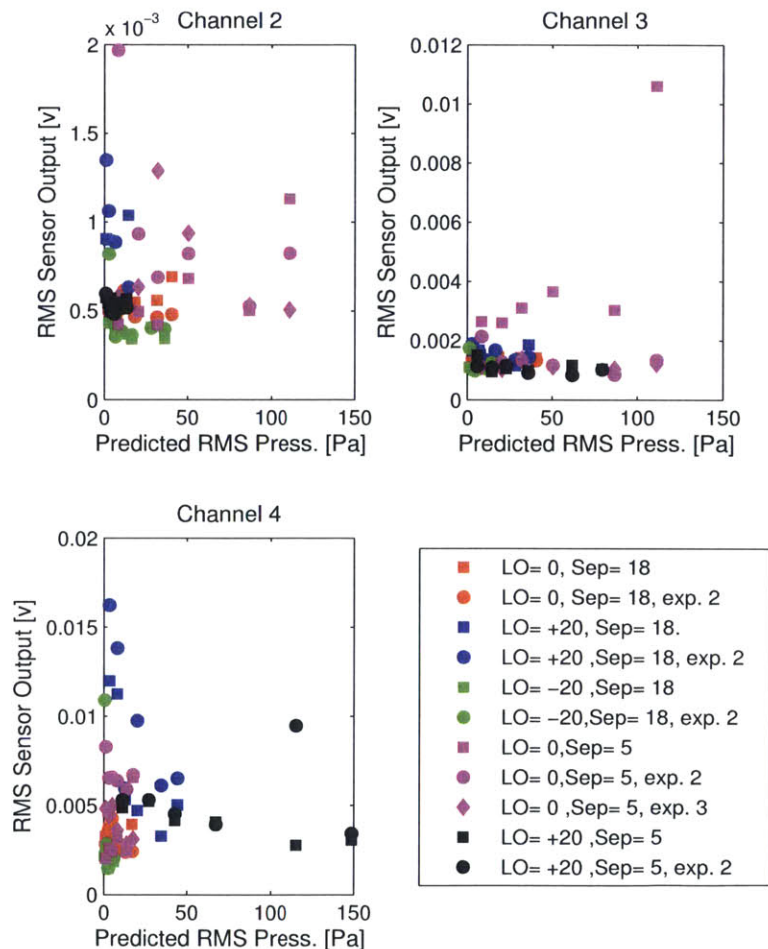 Channel 2
× 10⁻³
2
1.5
1
0.5
0
0
50
100
150
RMS Sensor Output [v]
Predicted RMS Press. [Pa]
Channel 3
0.012
0.01
0.008
0.006
0.004
0.002
0
0
50
100
150
RMS Sensor Output [v]
Predicted RMS Press. [Pa]
Channel 4
0.02
0.015
0.01
0.005
0
0
50
100
150
RMS Sensor Output [v]
Predicted RMS Press. [Pa]
LO= 0, Sep= 18
LO= 0, Sep= 18, exp. 2
LO= +20, Sep= 18.
LO= +20 ,Sep= 18, exp. 2
LO= −20 ,Sep= 18
LO= −20,Sep= 18, exp. 2
LO= 0,Sep= 5
LO= 0,Sep= 5, exp. 2
LO= 0 ,Sep= 5, exp. 3
LO= +20 ,Sep= 5
LO= +20 ,Sep= 5, exp. 2